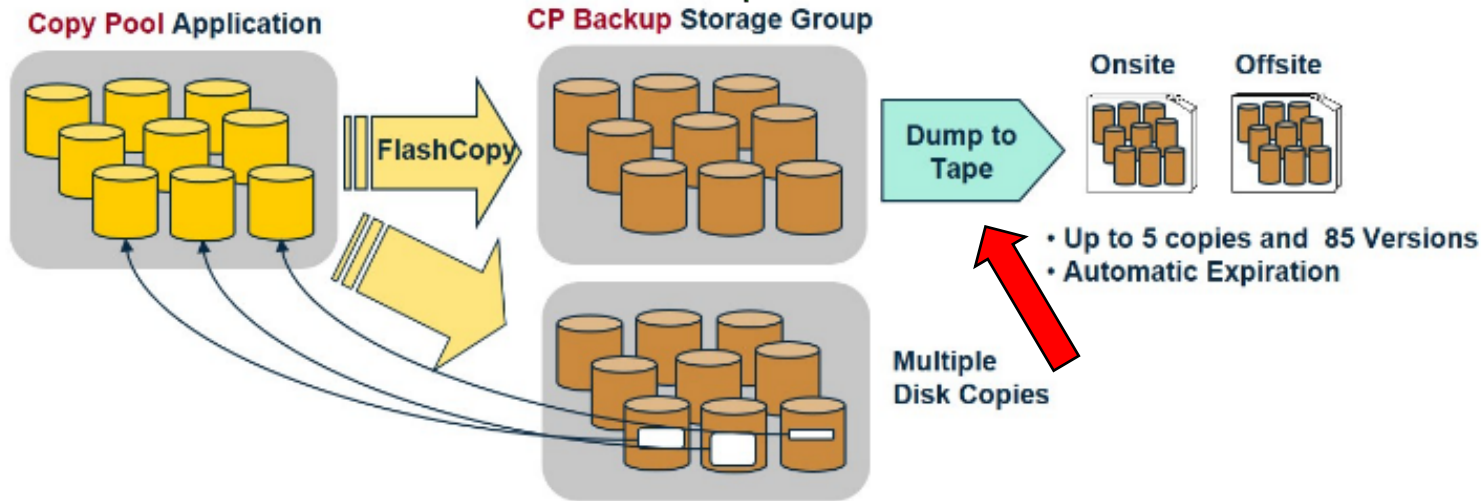 Copy Pool Application
CP Backup Storage Group
Onsite
Offsite
FlashCopy
Dump to
Tape
• Up to 5 copies and 85 Versions
• Automatic Expiration
Multiple
Disk Copies